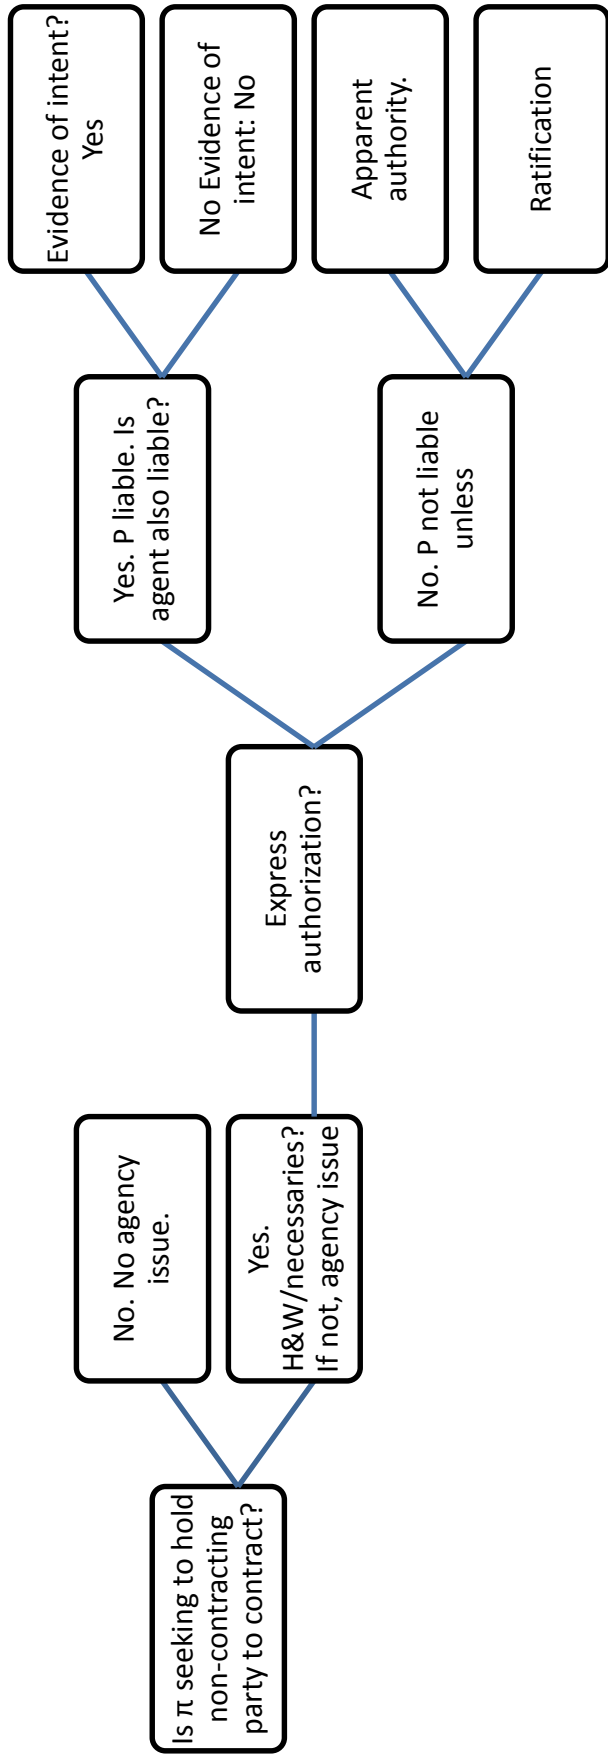 Is π seeking to hold
non-contracting
party to contract?
No. No agency
issue.
Yes.
H&W/necessaries?
If not, agency issue
Express
authorization?
Yes. P liable. Is
agent also liable?
Evidence of intent?
Yes
No Evidence of
intent: No
No. P not liable
unless
Apparent
authority.
Ratification